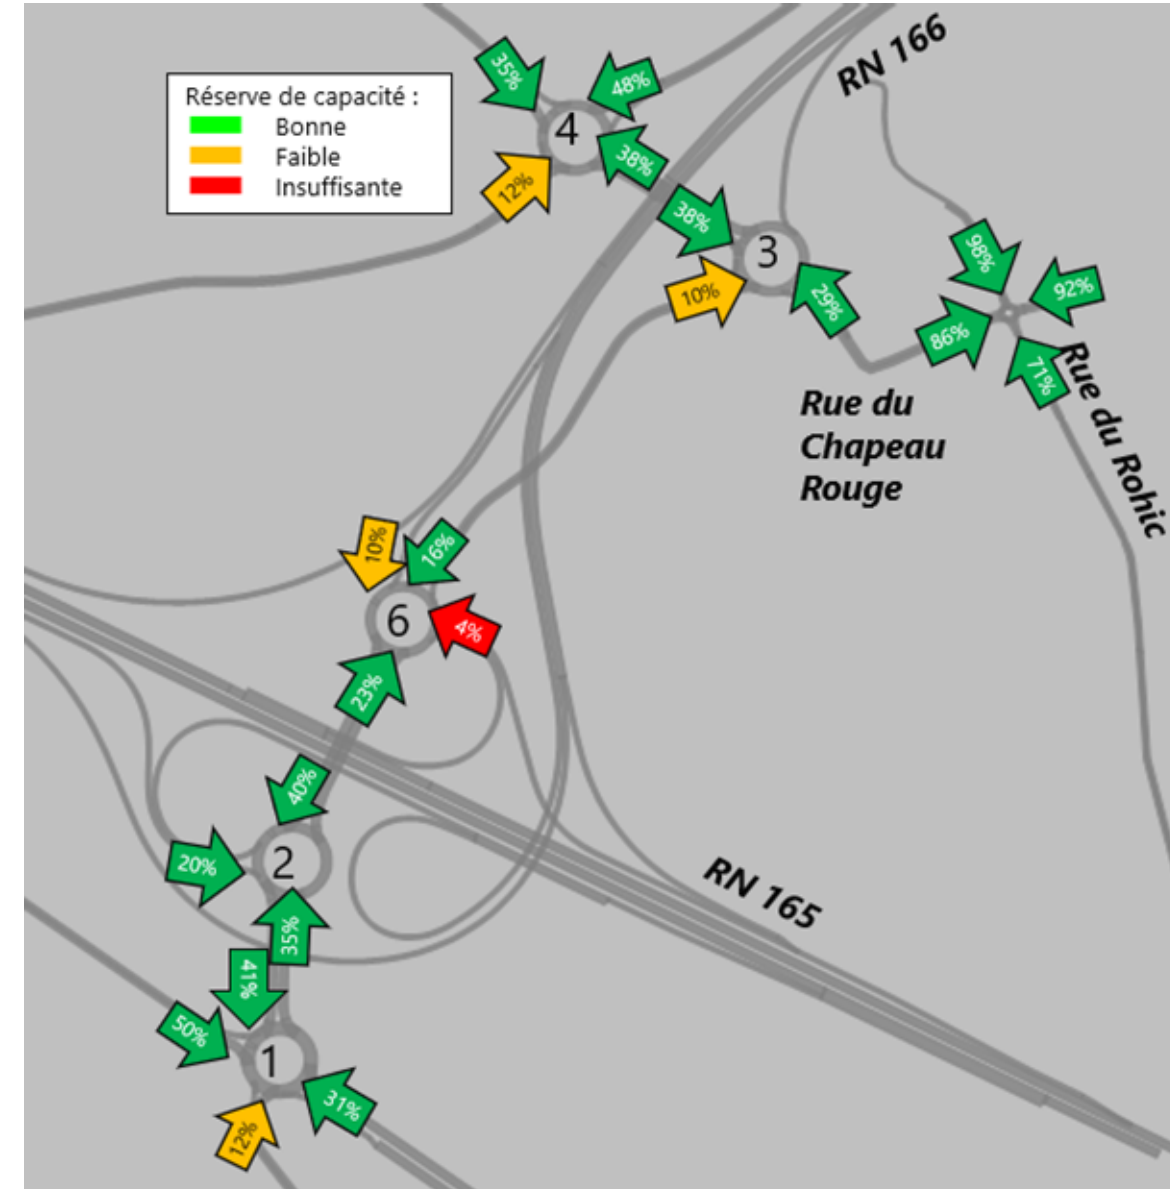 RN 166
35%
48%
Réserve de capacité :
Bonne
Faible
Insuffisante
4
38%
12%
38%
3
98%
10%
29%
92%
86%
71%
Rue du
Chapeau
Rouge
Rue du Rohic
10%
16%
6
4%
23%
40%
20%
2
RN 165
35%
41%
50%
1
31%
12%